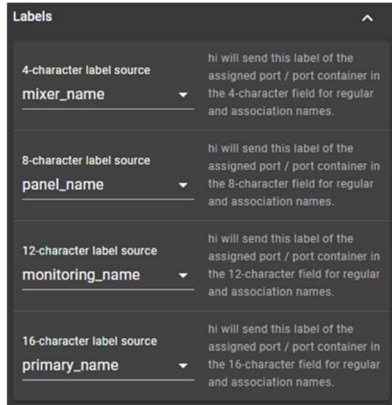 Labels
4-character label source
mixer_name
hi will send this label of the
assigned port / port container in
the 4-character field for regular
and association names.
8-character label source
panel_name
hi will send this label of the
assigned port / port container in
the 8-character field for regular
and association names.
12-character label source
monitoring_name
hi will send this label of the
assigned port / port container in
the 12-character field for regular
and association names.
16-character label source
primary_name
hi will send this label of the
assigned port / port container in
the 16-character field for regular
and association names.